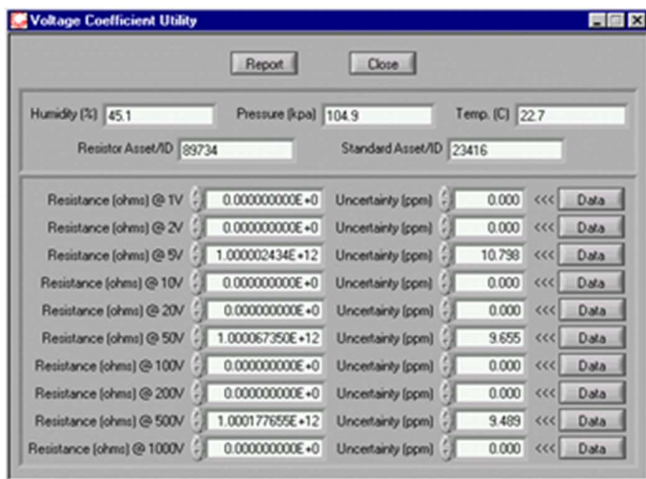 Voltage Coefficient Utility
Report Close
Humidity (%) 45.1 Pressure (kpa) 104.9 Temp. (C) 22.7
Resistor Asset/ID 89734 Standard Asset/ID 23416
Resistance (ohms) @ 1V 0.000000000E+0 Uncertainty (ppm) 0.000 <<< Data
Resistance (ohms) @ 2V 0.000000000E+0 Uncertainty (ppm) 0.000 <<< Data
Resistance (ohms) @ 5V 1.000002434E+12 Uncertainty (ppm) 10.798 <<< Data
Resistance (ohms) @ 10V 0.000000000E+0 Uncertainty (ppm) 0.000 <<< Data
Resistance (ohms) @ 20V 0.000000000E+0 Uncertainty (ppm) 0.000 <<< Data
Resistance (ohms) @ 50V 1.000067350E+12 Uncertainty (ppm) 9.655 <<< Data
Resistance (ohms) @ 100V 0.000000000E+0 Uncertainty (ppm) 0.000 <<< Data
Resistance (ohms) @ 200V 0.000000000E+0 Uncertainty (ppm) 0.000 <<< Data
Resistance (ohms) @ 500V 1.000177655E+12 Uncertainty (ppm) 9.489 <<< Data
Resistance (ohms) @ 1000V 0.000000000E+0 Uncertainty (ppm) 0.000 <<< Data